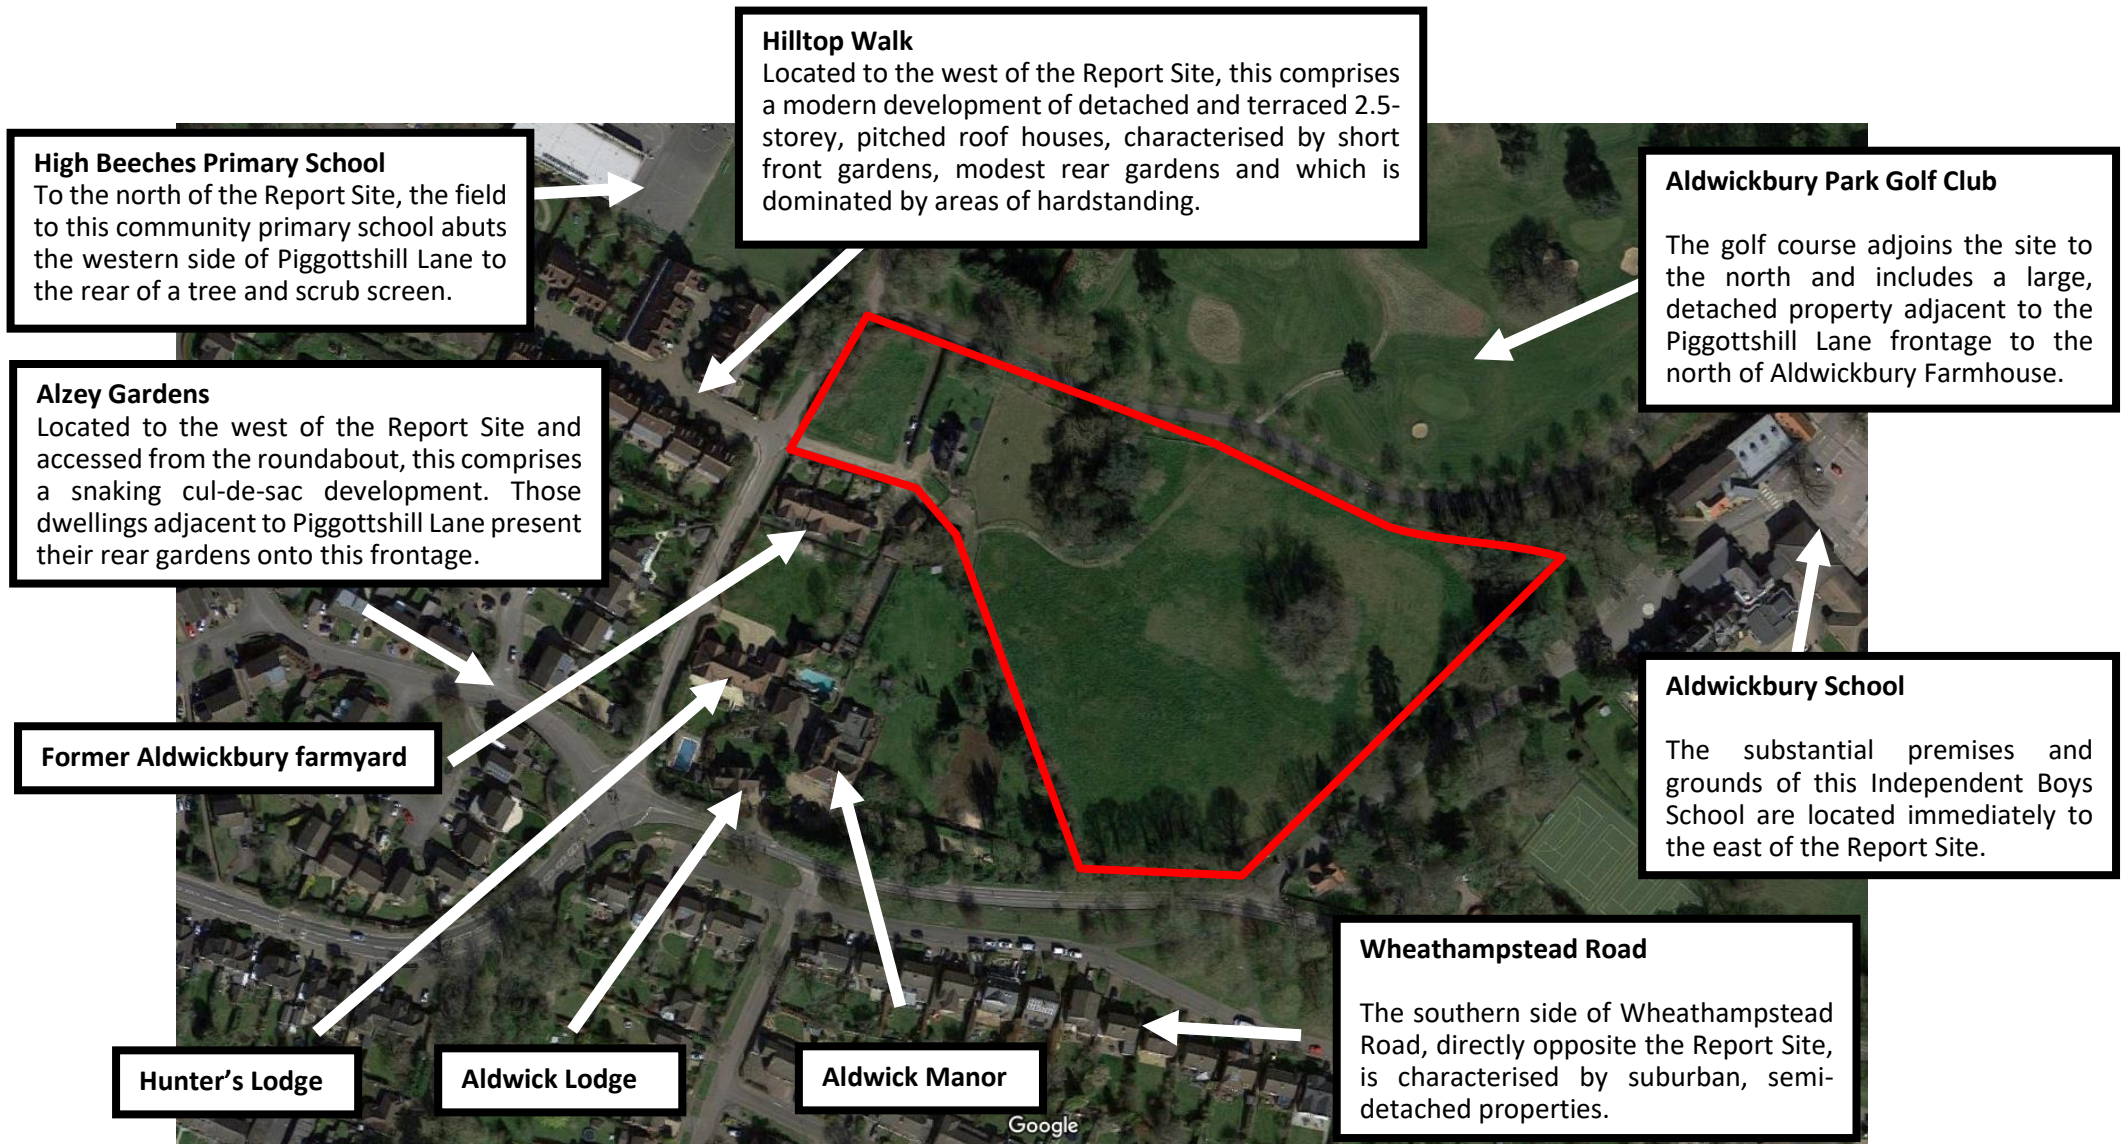 Hilltop Walk
Located to the west of the Report Site, this comprises
a modern development of detached and terraced 2.5-
storey, pitched roof houses, characterised by short
front gardens, modest rear gardens and which is
dominated by areas of hardstanding.
High Beeches Primary School
To the north of the Report Site, the field
to this community primary school abuts
the western side of Piggottshill Lane to
the rear of a tree and scrub screen.
Aldwickbury Park Golf Club
The golf course adjoins the site to
the north and includes a large,
detached property adjacent to the
Piggottshill Lane frontage to the
north of Aldwickbury Farmhouse.
Alzey Gardens
Located to the west of the Report Site and
accessed from the roundabout, this comprises
a snaking cul-de-sac development. Those
dwellings adjacent to Piggottshill Lane present
their rear gardens onto this frontage.
Former Aldwickbury farmyard
Aldwickbury School
The substantial premises and
grounds of this Independent Boys
School are located immediately to
the east of the Report Site.
Hunter's Lodge
Aldwick Lodge
Aldwick Manor
Wheathampstead Road
The southern side of Wheathampstead
Road, directly opposite the Report Site,
is characterised by suburban, semi-
detached properties.
Google